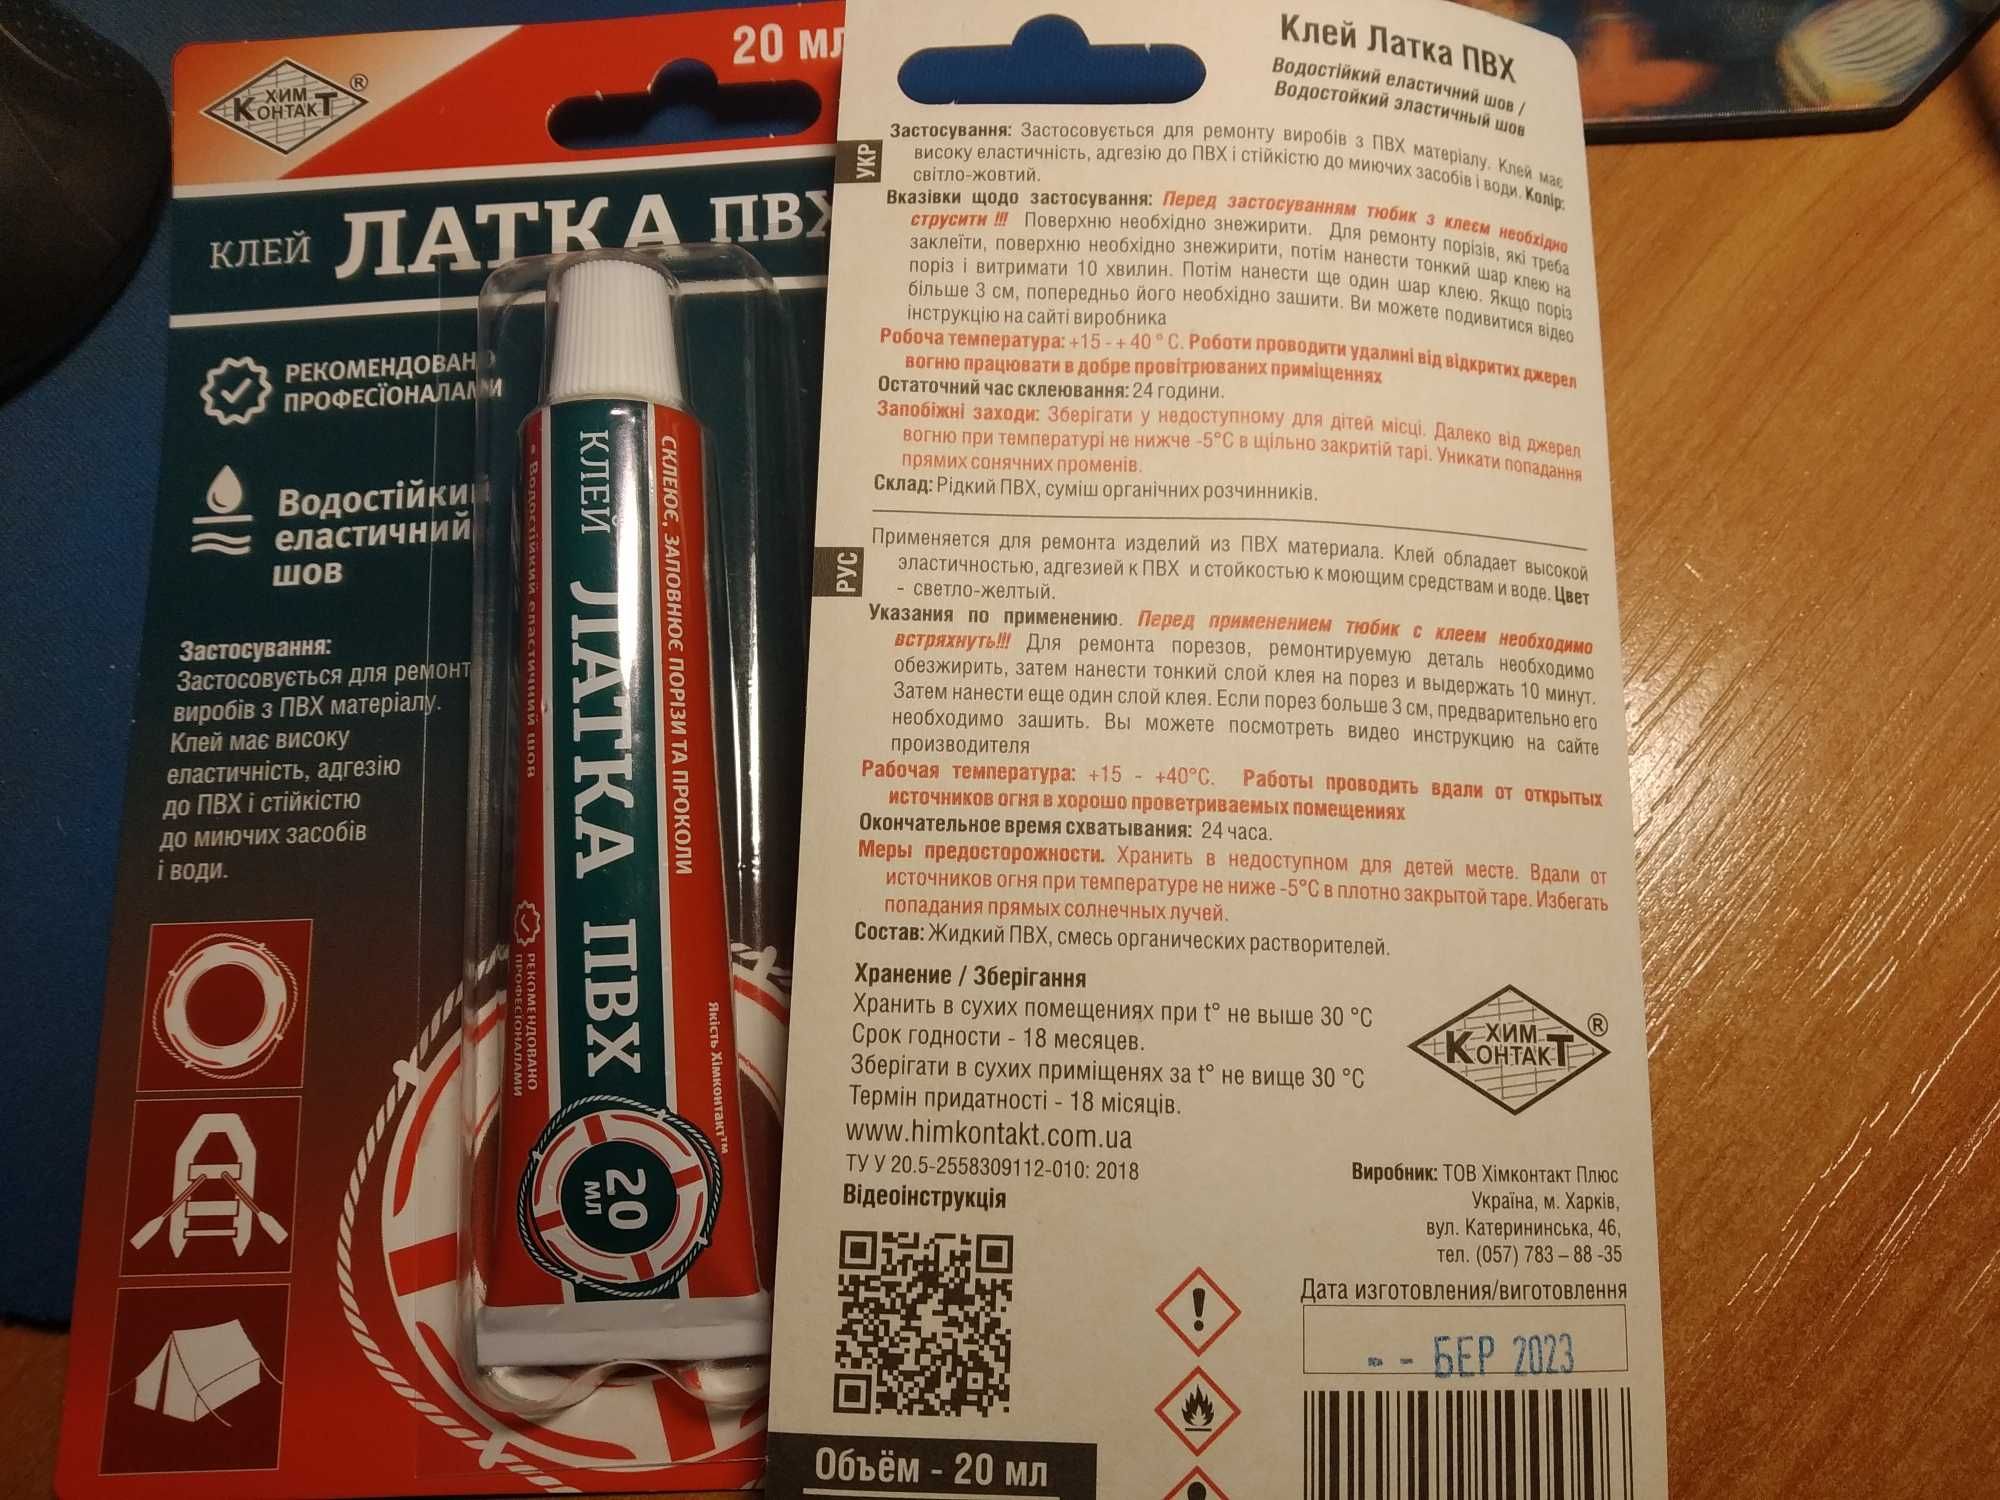 20 мл
ХИМ
КОНТАКТ ®
КЛЕЙ ЛАТКА ПВХ
РЕКОМЕНДОВАНО
ПРОФЕСІОНАЛАМИ
Водостійкий
еластичний
шов
Застосування:
Застосовується для ремонт
виробів з ПВХ матеріалу.
Клей має високу
еластичність, адгезію
до ПВХ і стійкістю
до миючих засобів
і води.
СКЛЕЮЄ, ЗАПОВНЮЄ ПОРІЗИ ТА ПРОКОЛИ
КЛЕЙ ЛАТКА ПВХ
• Водостійкий еластичний шов
РЕКОМЕНДОВАНО
ПРОФЕСІОНАЛАМИ
Якість Хімконтакт™
20
мл
Клей Латка ПВХ
Водостійкий еластичний шов /
Водостойкий эластичный шов
УКР
Застосування: Застосовується для ремонту виробів з ПВХ матеріалу. Клей має
високу еластичність, адгезію до ПВХ і стійкістю до миючих засобів і води. Колір:
світло-жовтий.
Вказівки щодо застосування: Перед застосуванням тюбик з клеєм необхідно
струсити !!! Поверхню необхідно знежирити. Для ремонту порізів, які треба
заклеїти, поверхню необхідно знежирити, потім нанести тонкий шар клею на
поріз і витримати 10 хвилин. Потім нанести ще один шар клею. Якщо поріз
більше 3 см, попередньо його необхідно зашити. Ви можете подивитися відео
інструкцію на сайті виробника
Робоча температура: +15 - + 40 ° С. Роботи проводити удалині від відкритих джерел
вогню працювати в добре провітрюваних приміщеннях
Остаточний час склеювання: 24 години.
Запобіжні заходи: Зберігати у недоступному для дітей місці. Далеко від джерел
вогню при температурі не нижче -5°С в щільно закритій тарі. Уникати попадання
прямих сонячних променів.
Склад: Рідкий ПВХ, суміш органічних розчинників.
РУС
Применяется для ремонта изделий из ПВХ материала. Клей обладает высокой
эластичностью, адгезией к ПВХ и стойкостью к моющим средствам и воде. Цвет
- светло-желтый.
Указания по применению. Перед применением тюбик с клеем необходимо
встряхнуть!!! Для ремонта порезов, ремонтируемую деталь необходимо
обезжирить, затем нанести тонкий слой клея на порез и выдержать 10 минут.
Затем нанести еще один слой клея. Если порез больше 3 см, предварительно его
необходимо зашить. Вы можете посмотреть видео инструкцию на сайте
производителя
Рабочая температура: +15 - +40°С. Работы проводить вдали от открытых
источников огня в хорошо проветриваемых помещениях
Окончательное время схватывания: 24 часа.
Меры предосторожности. Хранить в недоступном для детей месте. Вдали от
источников огня при температуре не ниже -5°С в плотно закрытой таре. Избегать
попадания прямых солнечных лучей.
Состав: Жидкий ПВХ, смесь органических растворителей.
Хранение / Зберігання
Хранить в сухих помещениях при t° не выше 30 °С
Срок годности - 18 месяцев.
Зберігати в сухих приміщенях за t° не вище 30 °С
Термін придатності - 18 місяців.
www.himkontakt.com.ua
ТУ У 20.5-2558309112-010: 2018
Відеоінструкція
ХИМ
КОНТАКТ ®
Виробник: ТОВ Хімконтакт Плюс
Україна, м. Харків,
вул. Катерининська, 46,
тел. (057) 783 – 88 -35
Дата изготовления/виготовлення
- - БЕР 2023
Объём - 20 мл